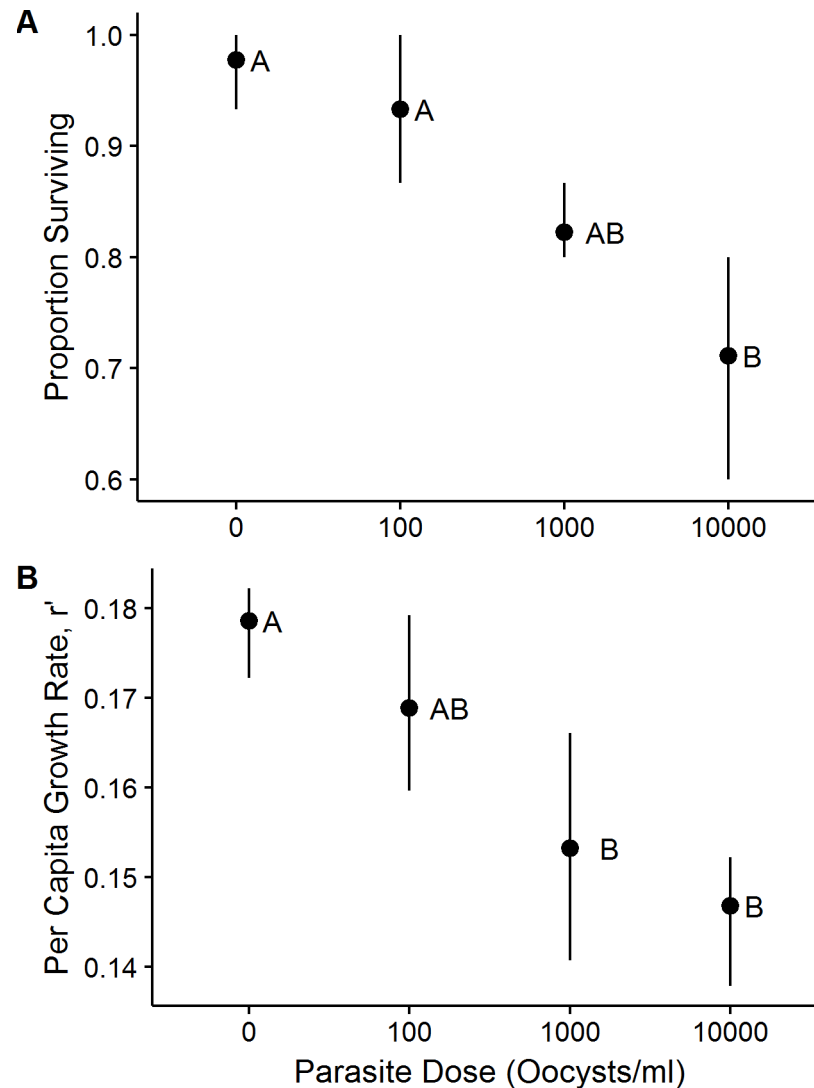 A
1.0
A
A
0.9
AB
0.8
B
0.7
0.6
Proportion Surviving
0 100 1000 10000
B
0.18
A
0.17
AB
0.16
B
0.15
B
0.14
Per Capita Growth Rate, r'
0 100 1000 10000
Parasite Dose (Oocysts/ml)